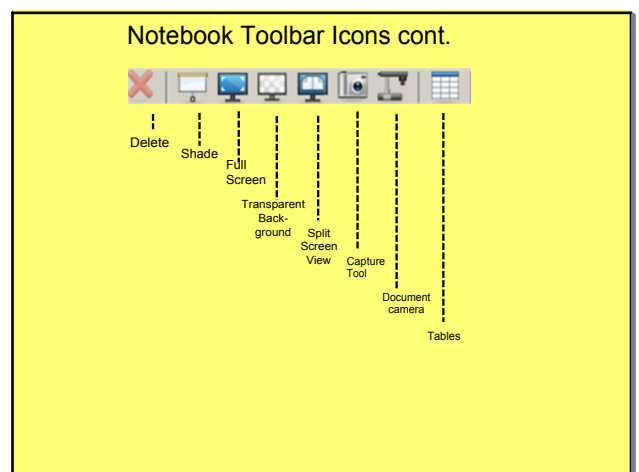 Notebook Toolbar Icons cont.
Delete
Shade
Full
Screen
Transparent
Back-
ground
Split
Screen
View
Capture
Tool
Document
camera
Tables